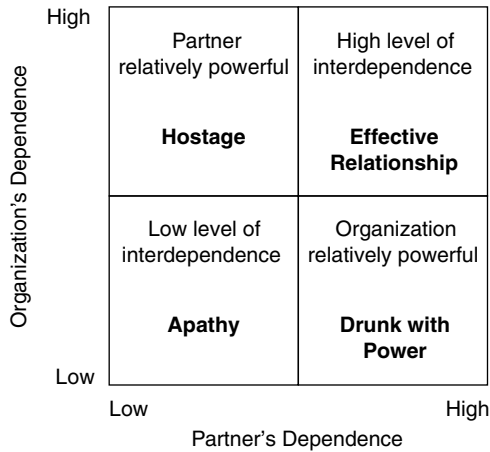 High
Partner
relatively powerful
Hostage
High level of
interdependence
Effective
Relationship
Organization's Dependence
Low level of
interdependence
Apathy
Organization
relatively powerful
Drunk with
Power
Low
Low
High
Partner's Dependence